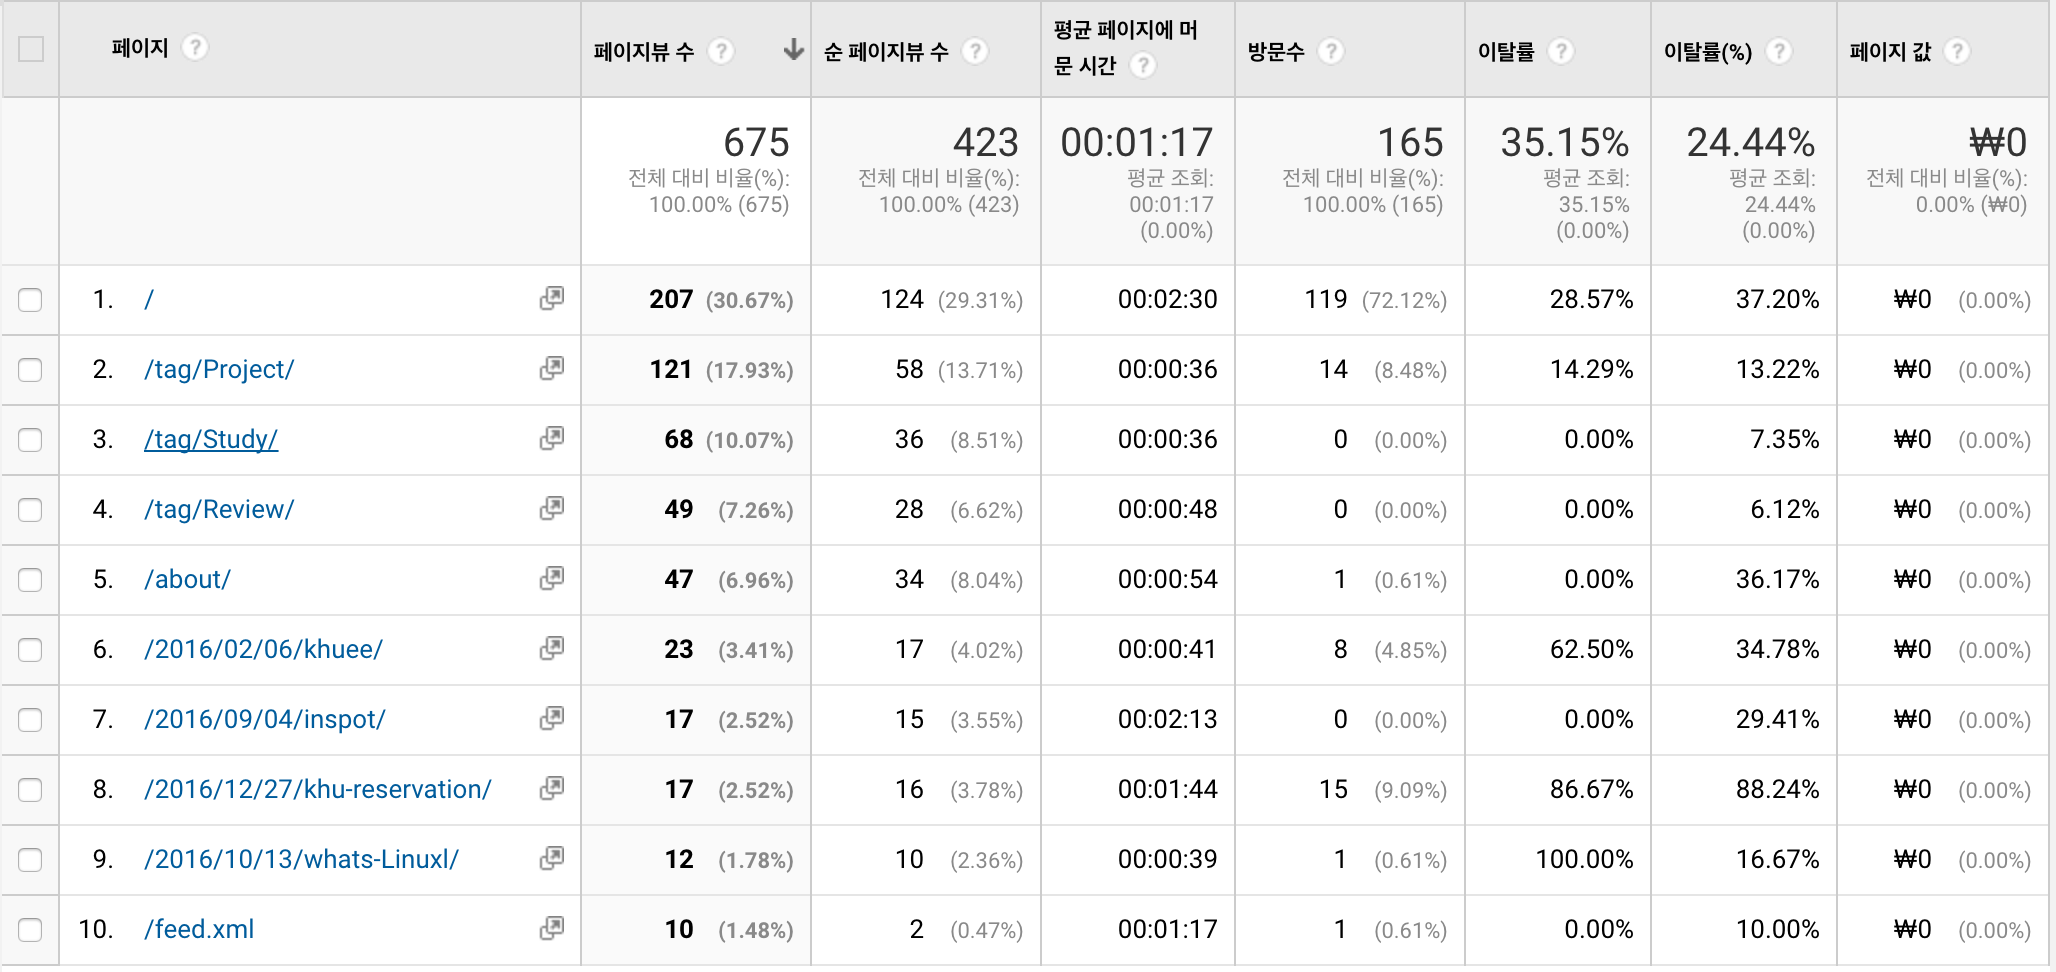 페이지 ? 페이지뷰 수 ? 순 페이지뷰 수 ? 평균 페이지에 머문 시간 ? 방문수 ? 이탈률 ? 이탈률(%) ? 페이지 값 ?
675 423 00:01:17 165 35.15% 24.44% ₩0
전체 대비 비율(%): 전체 대비 비율(%): 평균 조회: 전체 대비 비율(%): 평균 조회: 평균 조회: 전체 대비 비율(%):
100.00% (675) 100.00% (423) 00:01:17 100.00% (165) 35.15% 24.44% 0.00% (₩0)
(0.00%) (0.00%) (0.00%)
1. / 207 (30.67%) 124 (29.31%) 00:02:30 119 (72.12%) 28.57% 37.20% ₩0 (0.00%)
2. /tag/Project/ 121 (17.93%) 58 (13.71%) 00:00:36 14 (8.48%) 14.29% 13.22% ₩0 (0.00%)
3. /tag/Study/ 68 (10.07%) 36 (8.51%) 00:00:36 0 (0.00%) 0.00% 7.35% ₩0 (0.00%)
4. /tag/Review/ 49 (7.26%) 28 (6.62%) 00:00:48 0 (0.00%) 0.00% 6.12% ₩0 (0.00%)
5. /about/ 47 (6.96%) 34 (8.04%) 00:00:54 1 (0.61%) 0.00% 36.17% ₩0 (0.00%)
6. /2016/02/06/khuee/ 23 (3.41%) 17 (4.02%) 00:00:41 8 (4.85%) 62.50% 34.78% ₩0 (0.00%)
7. /2016/09/04/inspot/ 17 (2.52%) 15 (3.55%) 00:02:13 0 (0.00%) 0.00% 29.41% ₩0 (0.00%)
8. /2016/12/27/khu-reservation/ 17 (2.52%) 16 (3.78%) 00:01:44 15 (9.09%) 86.67% 88.24% ₩0 (0.00%)
9. /2016/10/13/whats-Linuxl/ 12 (1.78%) 10 (2.36%) 00:00:39 1 (0.61%) 100.00% 16.67% ₩0 (0.00%)
10. /feed.xml 10 (1.48%) 2 (0.47%) 00:01:17 1 (0.61%) 0.00% 10.00% ₩0 (0.00%)